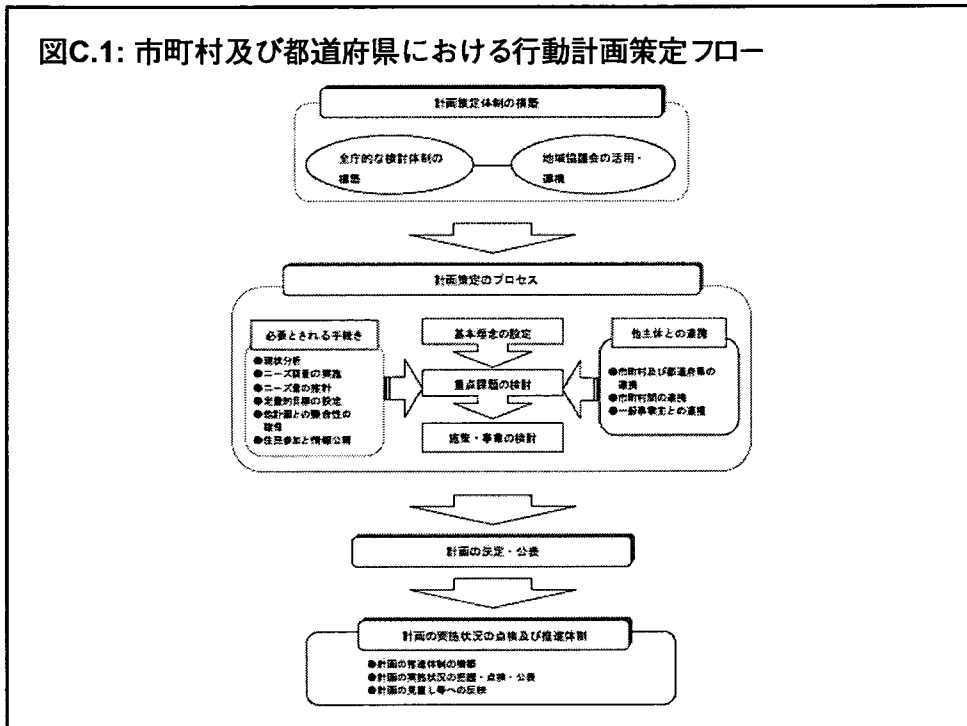 図C.1: 市町村及び都道府県における行動計画策定フロー
計画策定体制の構築
全庁的な検討体制の
構築
地域協議会の活用・
連携
計画策定のプロセス
必要とされる手続き
●現状分析
●ニーズ調査の実施
●ニーズ量の推計
●定量的目標の設定
●他計画との整合性の
確保
●住民参加と情報公開
基本理念の設定
重点課題の検討
施策・事業の検討
他主体との連携
●市町村及び都道府県の
連携
●市町村間の連携
●一般事業主との連携
計画の決定・公表
計画の実施状況の点検及び推進体制
●計画の推進体制の構築
●計画の実施状況の把握・点検・公表
●計画の見直し等への反映